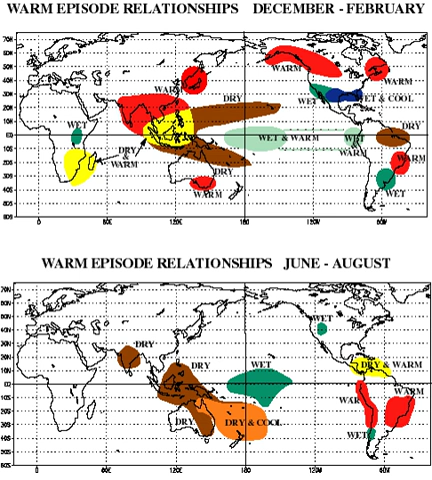 WARM EPISODE RELATIONSHIPS DECEMBER - FEBRUARY
70N
60N
50N
40N
30N
20N
10N
EQ
10S
20S
30S
40S
50S
60S
0
60E
120E
180
120W
60W
WARM
WARM
WARM
WET
WET & COOL
DRY
WET
DRY & WARM
WET & WARM
WET
WARM
DRY
WARM
DRY
WARM
WET
WARM EPISODE RELATIONSHIPS JUNE - AUGUST
70N
60N
50N
40N
30N
20N
10N
EQ
10S
20S
30S
40S
50S
60S
0
60E
120E
180
120W
60W
WET
DRY
DRY
WET
DRY & WARM
WARM
DRY
DRY & COOL
WET